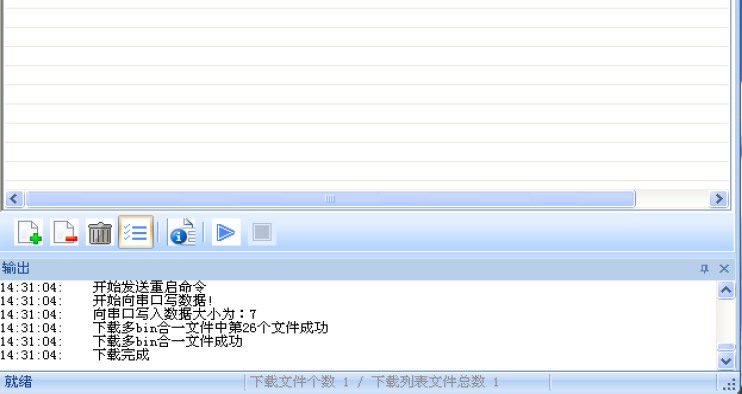 输出
14:31:04: 开始发送重启命令
14:31:04: 开始向串口写数据!
14:31:04: 向串口写入数据大小为：7
14:31:04: 下载多bin合一文件中第26个文件成功
14:31:04: 下载多bin合一文件成功
14:31:04: 下载完成
就绪 下载文件个数 1 / 下载列表文件总数 1